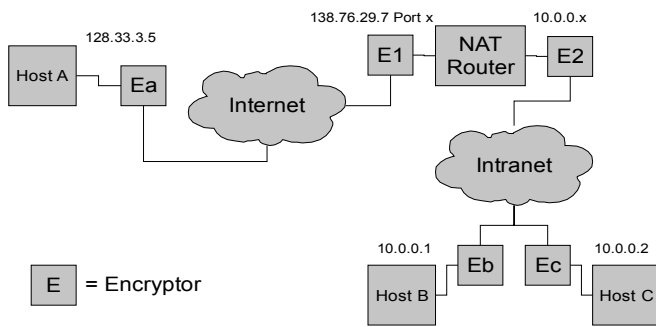 138.76.29.7 Port x
10.0.0.x
128.33.3.5
Host A
Ea
E1
NAT
Router
E2
Internet
Intranet
10.0.0.1
Eb
Ec
10.0.0.2
Host B
Host C
E = Encryptor